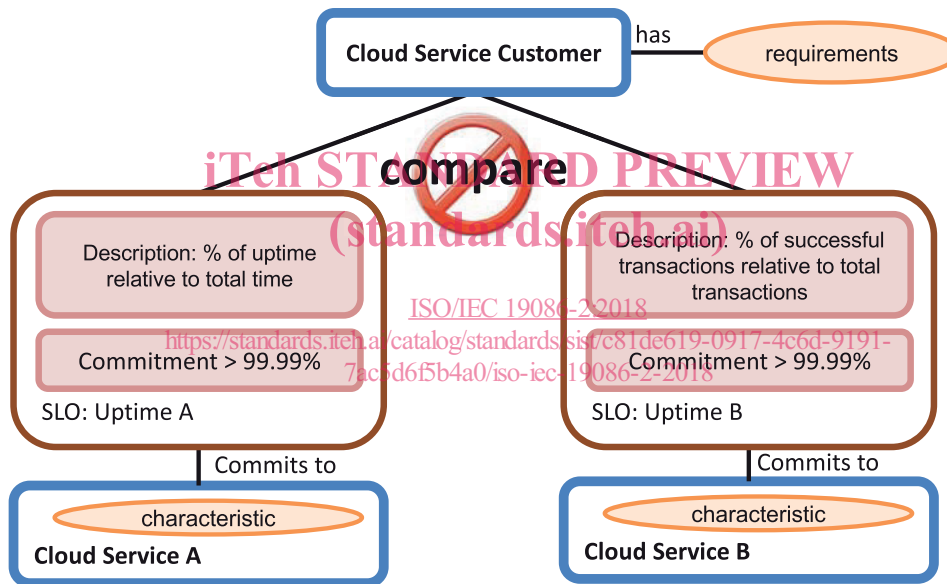 Cloud Service Customer
has
requirements
compare
iTeh STANDARD PREVIEW
(standards.iteh.ai)
Description: % of uptime
relative to total time
Description: % of successful
transactions relative to total
transactions
ISO/IEC 19086-2:2018
https://standards.iteh.ai/catalog/standards/sist/c81de619-0917-4c6d-9191-
7ac5d6f5b4a0/iso-iec-19086-2-2018
Commitment > 99.99%
Commitment > 99.99%
SLO: Uptime A
SLO: Uptime B
Commits to
Commits to
characteristic
characteristic
Cloud Service A
Cloud Service B